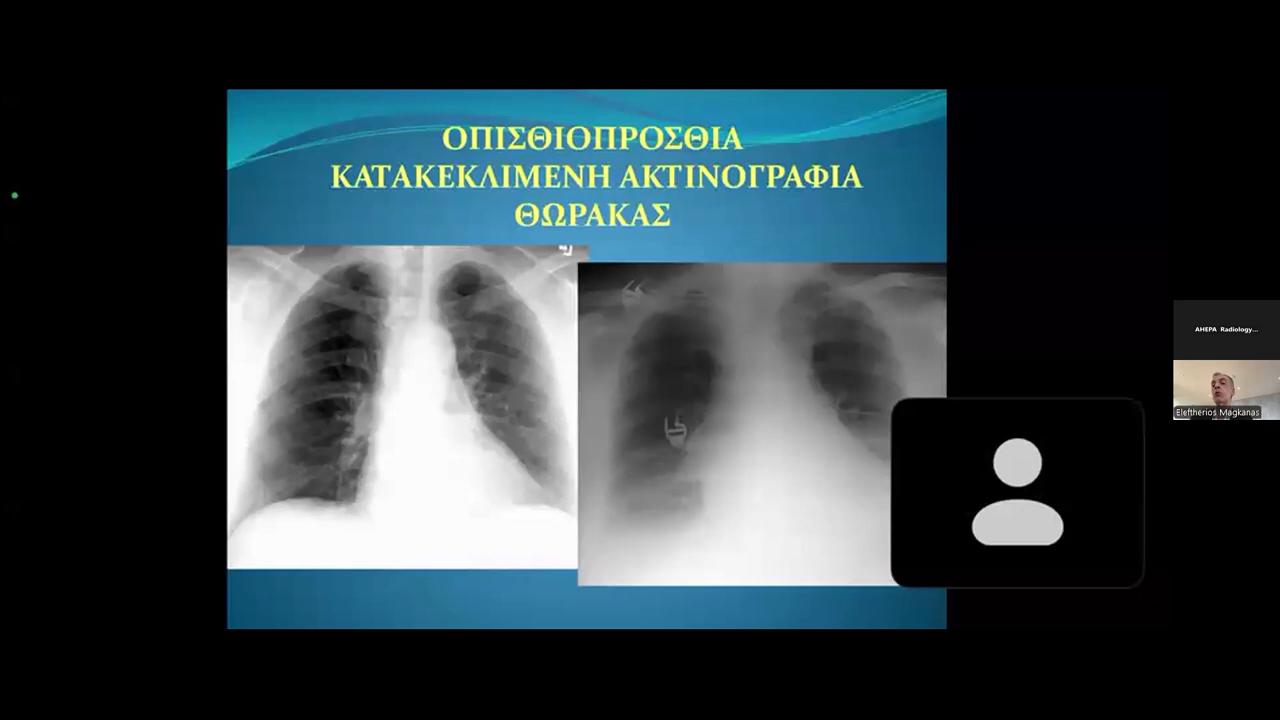 ΟΠΙΣΘΙΟΠΡΟΣΘΙΑ
ΚΑΤΑΚΕΚΛΙΜΕΝΗ ΑΚΤΙΝΟΓΡΑΦΙΑ
ΘΩΡΑΚΑΣ
AHEPA Radiology...
Eleftherios Magkanas